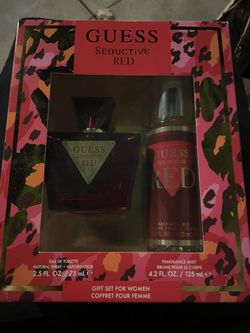 GUESS
SEDUCTIVE
RED
GUESS
SEDUCTIVE
RED
GUESS
SEDUCTIVE
RED
EAU DE TOILETTE
NATURAL SPRAY • VAPORISATEUR
2.5 FL. OZ. / 75 mL ℮
FRAGRANCE MIST
BRUME POUR LE CORPS
4.2 FL. OZ. / 125 mL ℮
GIFT SET FOR WOMEN
COFFRET POUR FEMME